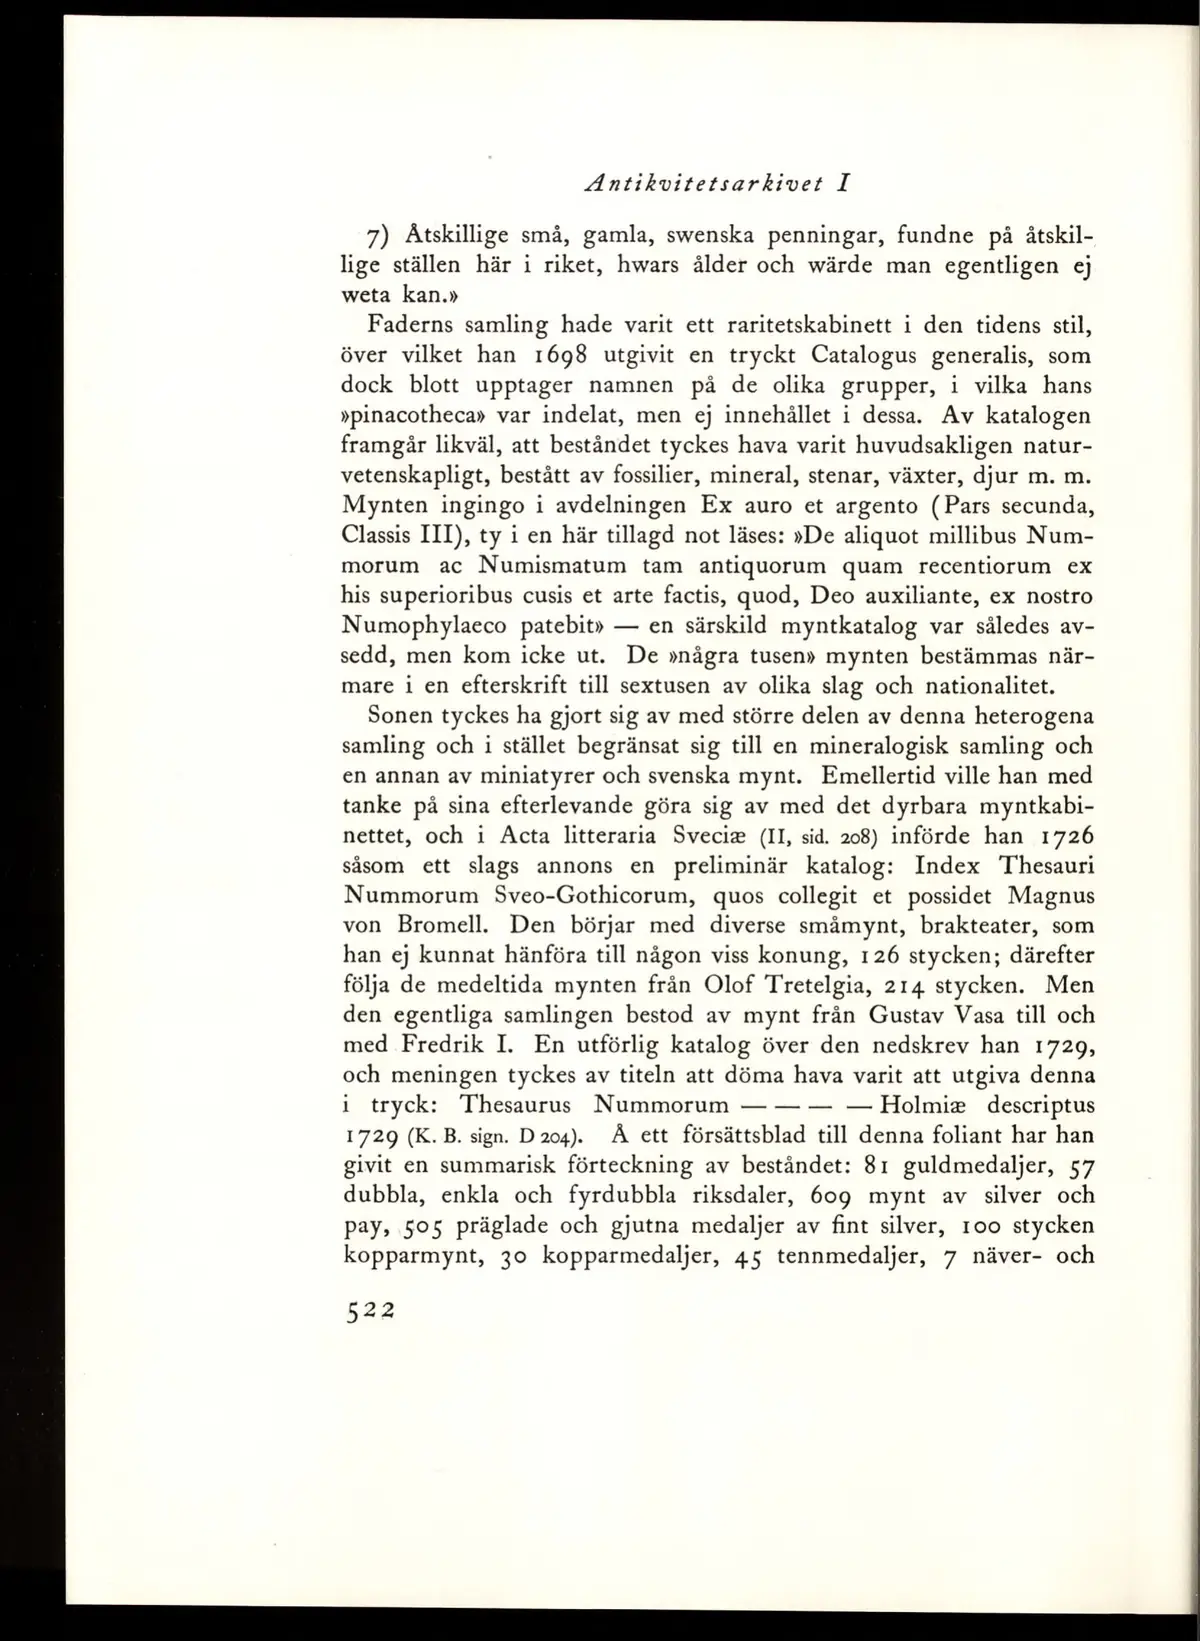 Antikvitetsarkivet I
7) Åtskillige små, gamla, swenska penningar, fundne på åtskil-
lige ställen här i riket, hwars ålder och wärde man egentligen ej
weta kan.»
Faderns samling hade varit ett raritetskabinett i den tidens stil,
över vilket han 1698 utgivit en tryckt Catalogus generalis, som
dock blott upptager namnen på de olika grupper, i vilka hans
»pinacotheca» var indelat, men ej innehållet i dessa. Av katalogen
framgår likväl, att beståndet tyckes hava varit huvudsakligen natur-
vetenskapligt, bestått av fossilier, mineral, stenar, växter, djur m. m.
Mynten ingingo i avdelningen Ex auro et argento (Pars secunda,
Classis III), ty i en här tillagd not läses: »De aliquot millibus Num-
morum ac Numismatum tam antiquorum quam recentiorum ex
his superioribus cusis et arte factis, quod, Deo auxiliante, ex nostro
Numophylaeco patebit» — en särskild myntkatalog var således av-
sedd, men kom icke ut. De »några tusen» mynten bestämmas när-
mare i en efterskrift till sextusen av olika slag och nationalitet.
Sonen tyckes ha gjort sig av med större delen av denna heterogena
samling och i stället begränsat sig till en mineralogisk samling och
en annan av miniatyrer och svenska mynt. Emellertid ville han med
tanke på sina efterlevande göra sig av med det dyrbara myntkabi-
nettet, och i Acta litteraria Sveciæ (II, sid. 208) införde han 1726
såsom ett slags annons en preliminär katalog: Index Thesauri
Nummorum Sveo-Gothicorum, quos collegit et possidet Magnus
von Bromell. Den börjar med diverse småmynt, brakteater, som
han ej kunnat hänföra till någon viss konung, 126 stycken; därefter
följa de medeltida mynten från Olof Tretelgia, 214 stycken. Men
den egentliga samlingen bestod av mynt från Gustav Vasa till och
med Fredrik I. En utförlig katalog över den nedskrev han 1729,
och meningen tyckes av titeln att döma hava varit att utgiva denna
i tryck: Thesaurus Nummorum — — — — Holmiæ descriptus
1729 (K. B. sign. D 204). Å ett försättsblad till denna foliant har han
givit en summarisk förteckning av beståndet: 81 guldmedaljer, 57
dubbla, enkla och fyrdubbla riksdaler, 609 mynt av silver och
pay, 505 präglade och gjutna medaljer av fint silver, 100 stycken
kopparmynt, 30 kopparmedaljer, 45 tennmedaljer, 7 näver- och
522